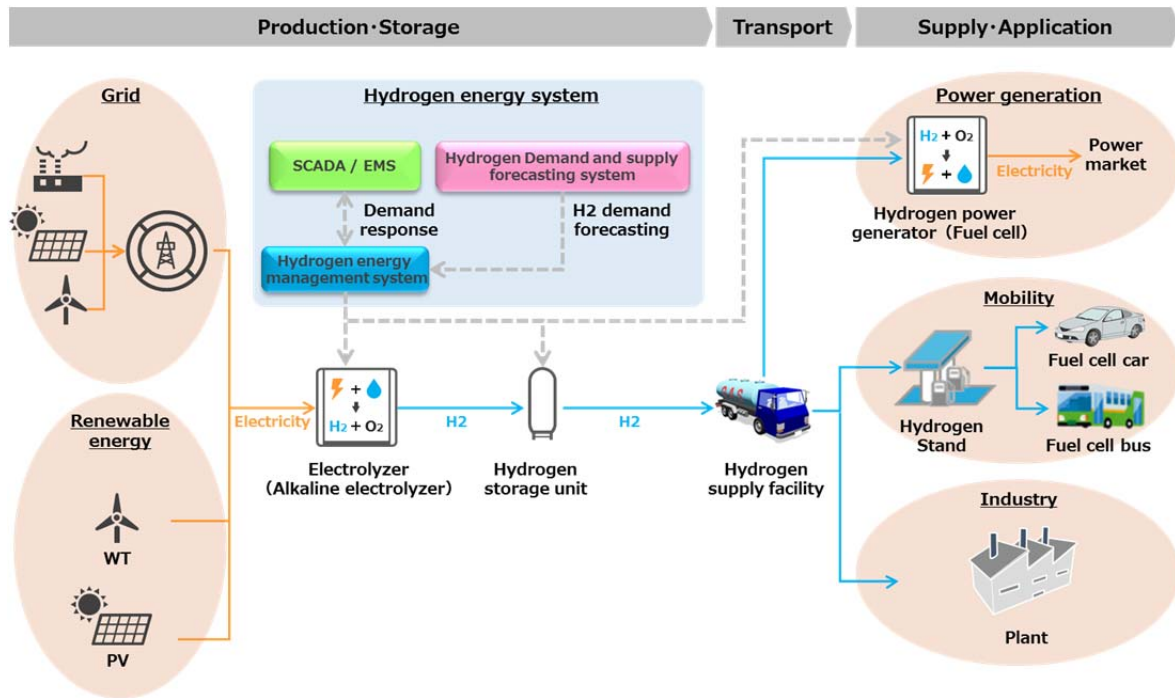 Production・Storage
Transport
Supply・Application
Grid
Hydrogen energy system
SCADA / EMS
Hydrogen Demand and supply
forecasting system
Demand
response
H2 demand
forecasting
Hydrogen energy
management system
Renewable
energy
WT
PV
Electricity
H₂ + O₂
Electrolyzer
(Alkaline electrolyzer)
H2
Hydrogen
storage unit
H2
GAS
Hydrogen
supply facility
Power generation
H₂ + O₂
Electricity
Power
market
Hydrogen power
generator (Fuel cell)
Mobility
Hydrogen
Stand
Fuel cell car
Fuel cell bus
Industry
Plant